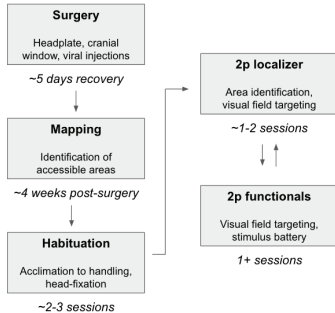 Surgery
Headplate, cranial
window, viral injections
~5 days recovery
Mapping
Identification of
accessible areas
~4 weeks post-surgery
Habituation
Acclimation to handling,
head-fixation
~2-3 sessions
2p localizer
Area identification,
visual field targeting
~1-2 sessions
2p functionals
Visual field targeting,
stimulus battery
1+ sessions